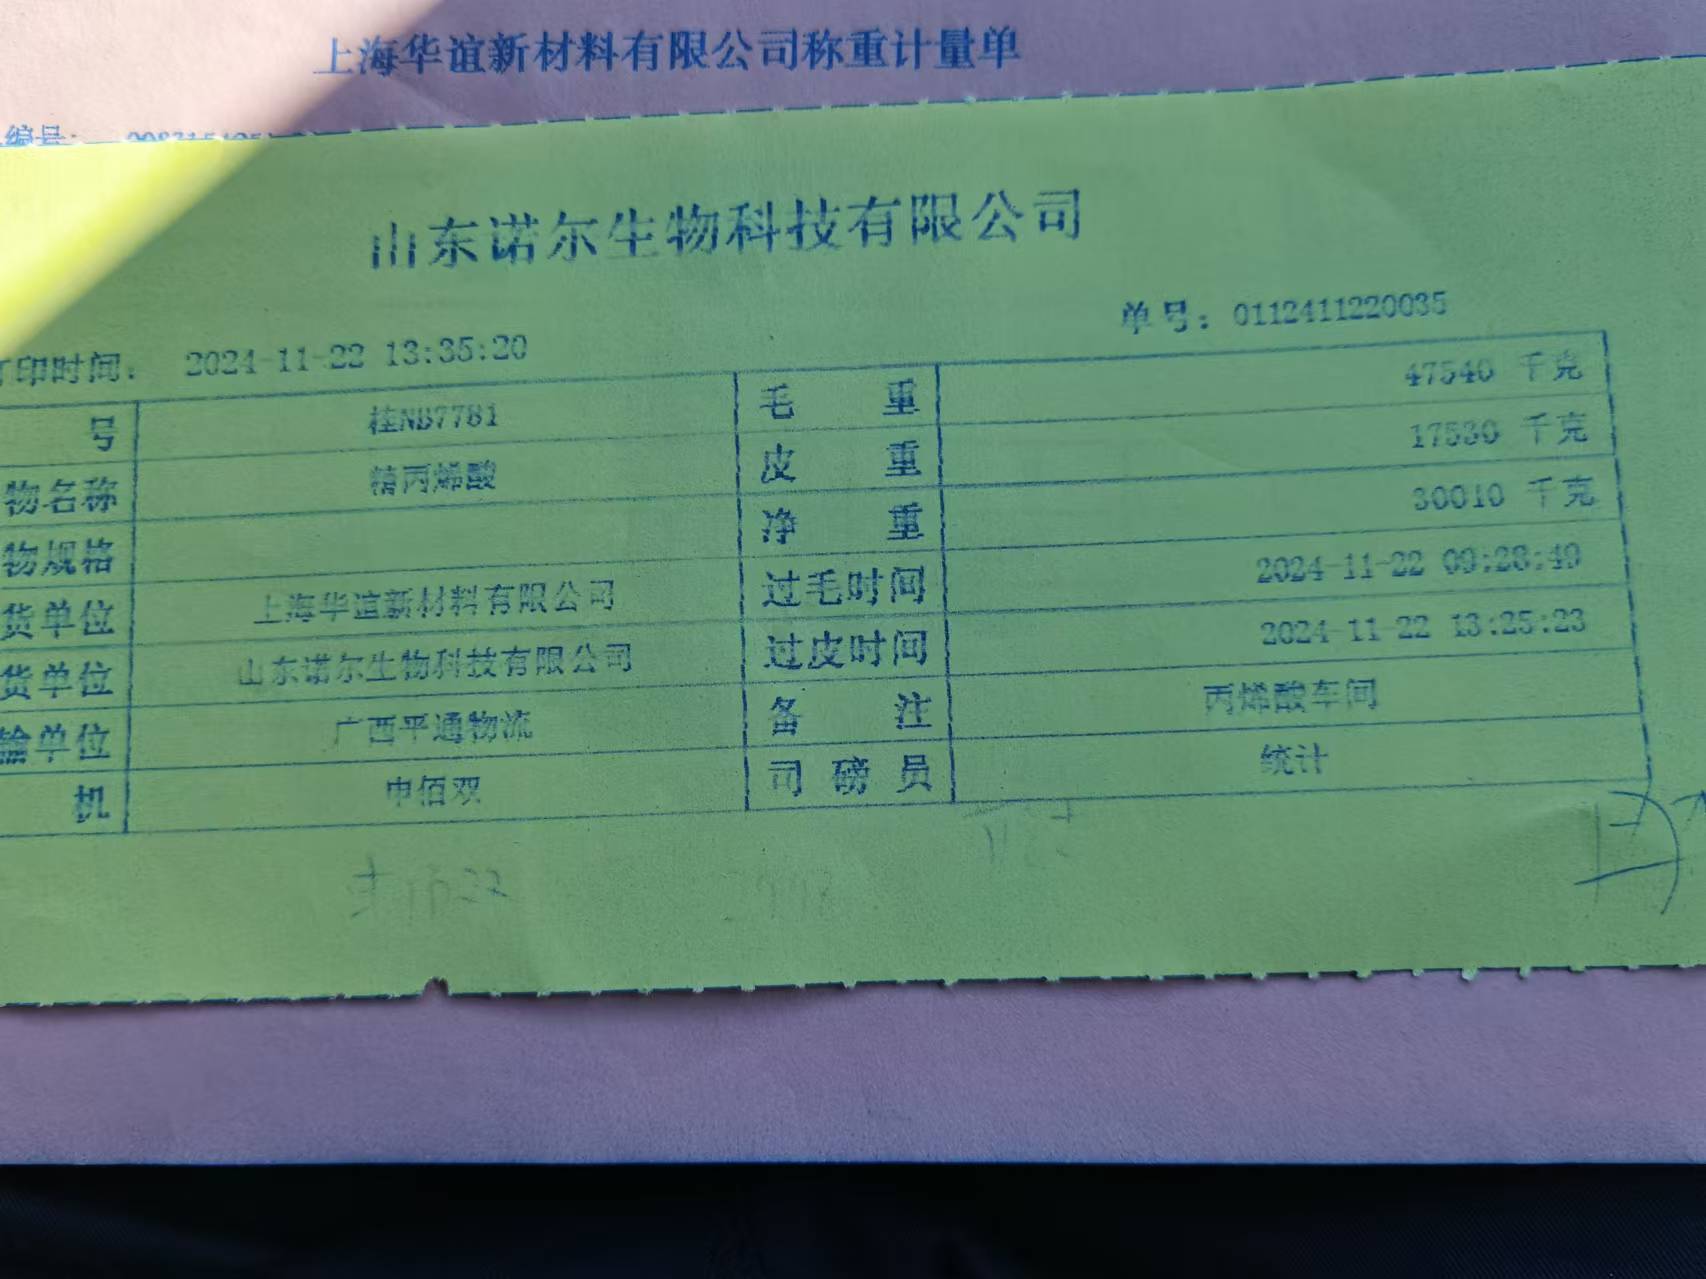 上海华谊新材料有限公司称重计量单
编号:
山东诺尔生物科技有限公司
单号: 0112411220035
打印时间: 2024-11-22 13:35:20
号 桂NB7781 毛重 47540 千克
物名称 精丙烯酸 皮重 17530 千克
物规格 净重 30010 千克
货单位 上海华谊新材料有限公司 过毛时间 2024-11-22 09:28:49
货单位 山东诺尔生物科技有限公司 过皮时间 2024-11-22 13:25:23
输单位 广西平通物流 备注 丙烯酸车间
机 申佰双 司磅员 统计